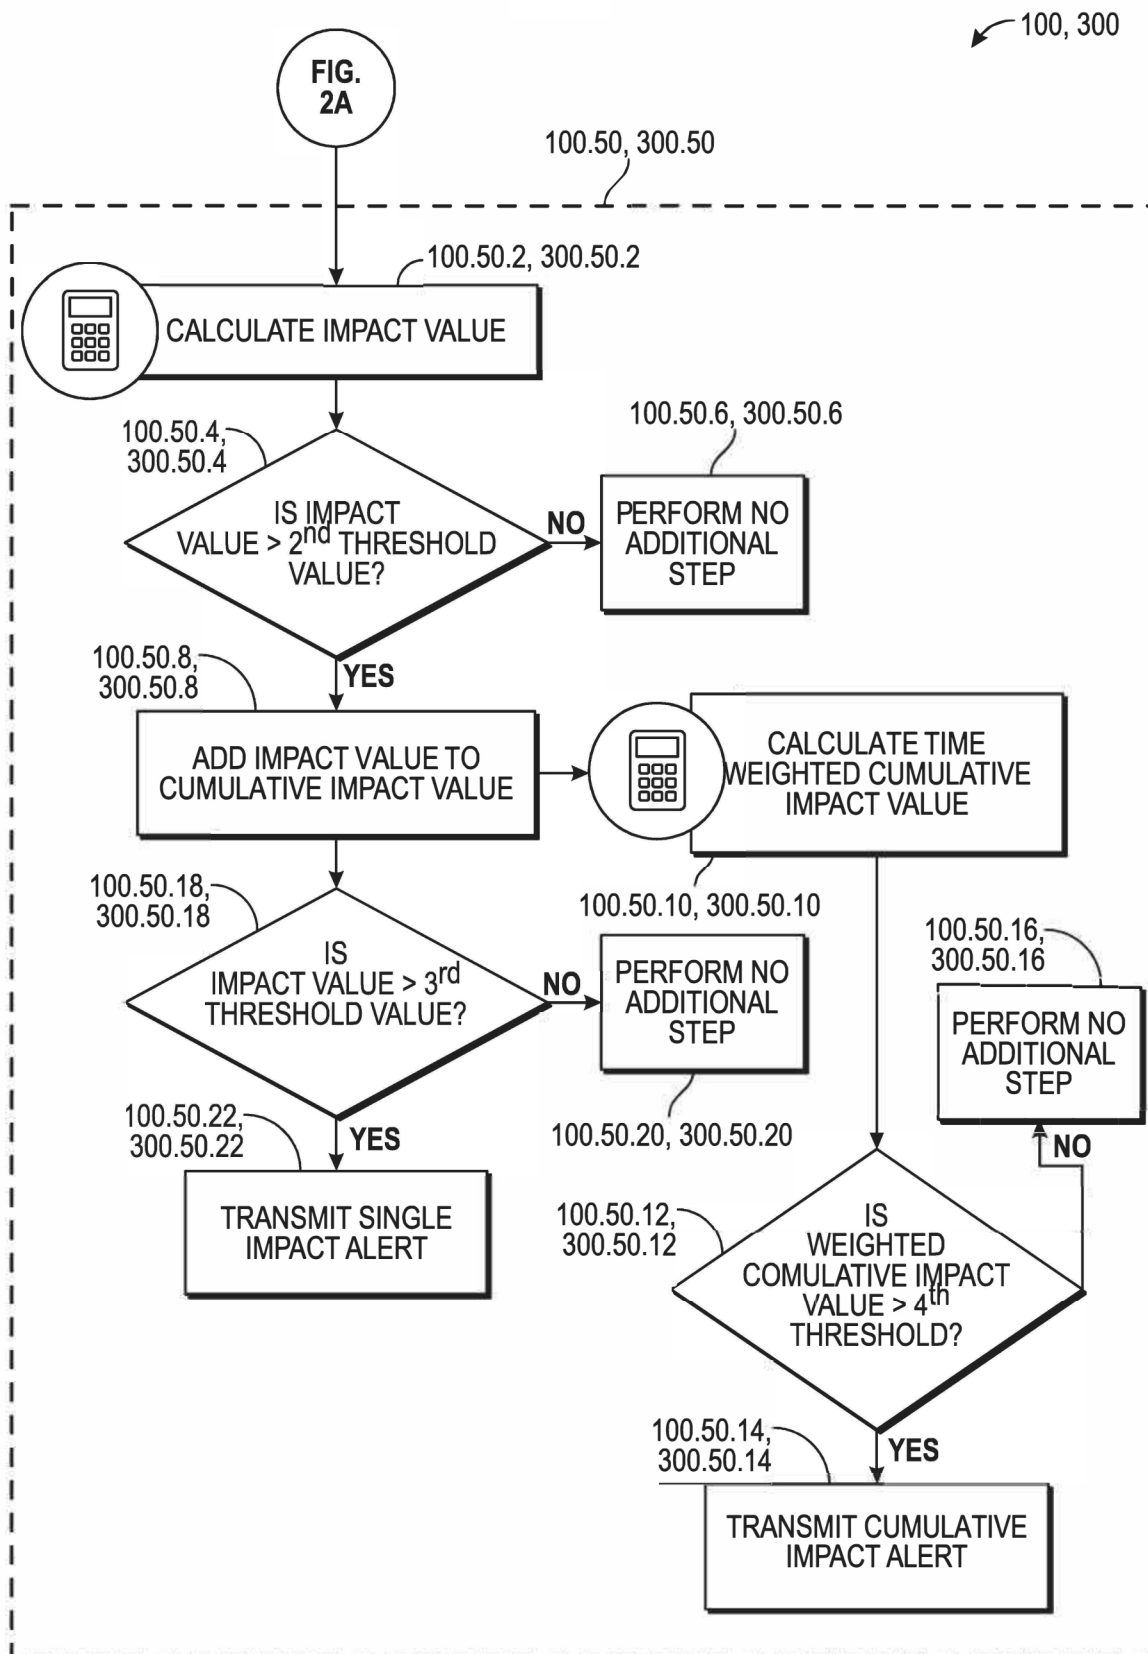 100, 300
FIG.
2A
100.50, 300.50
100.50.2, 300.50.2
CALCULATE IMPACT VALUE
100.50.4,
300.50.4
IS IMPACT
VALUE > 2nd THRESHOLD
VALUE?
NO
100.50.6, 300.50.6
PERFORM NO
ADDITIONAL
STEP
YES
100.50.8,
300.50.8
ADD IMPACT VALUE TO
CUMULATIVE IMPACT VALUE
CALCULATE TIME
WEIGHTED CUMULATIVE
IMPACT VALUE
100.50.10, 300.50.10
100.50.18,
300.50.18
IS
IMPACT VALUE > 3rd
THRESHOLD VALUE?
NO
PERFORM NO
ADDITIONAL
STEP
100.50.20, 300.50.20
100.50.16,
300.50.16
PERFORM NO
ADDITIONAL
STEP
NO
YES
100.50.22,
300.50.22
TRANSMIT SINGLE
IMPACT ALERT
100.50.12,
300.50.12
IS
WEIGHTED
COMULATIVE IMPACT
VALUE > 4th
THRESHOLD?
YES
100.50.14,
300.50.14
TRANSMIT CUMULATIVE
IMPACT ALERT